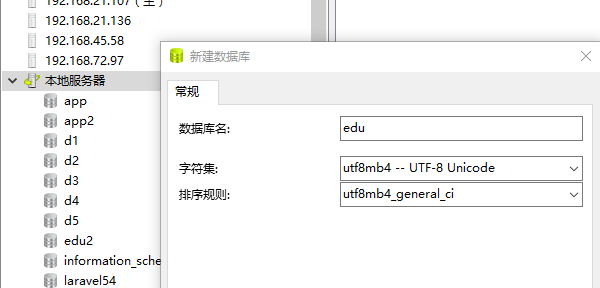 192.168.21.107（主）
192.168.21.136
192.168.45.58
192.168.72.97
本地服务器
app
app2
d1
d2
d3
d4
d5
edu2
information_sche
laravel54
新建数据库
常规
数据库名:
edu
字符集:
utf8mb4 -- UTF-8 Unicode
排序规则:
utf8mb4_general_ci